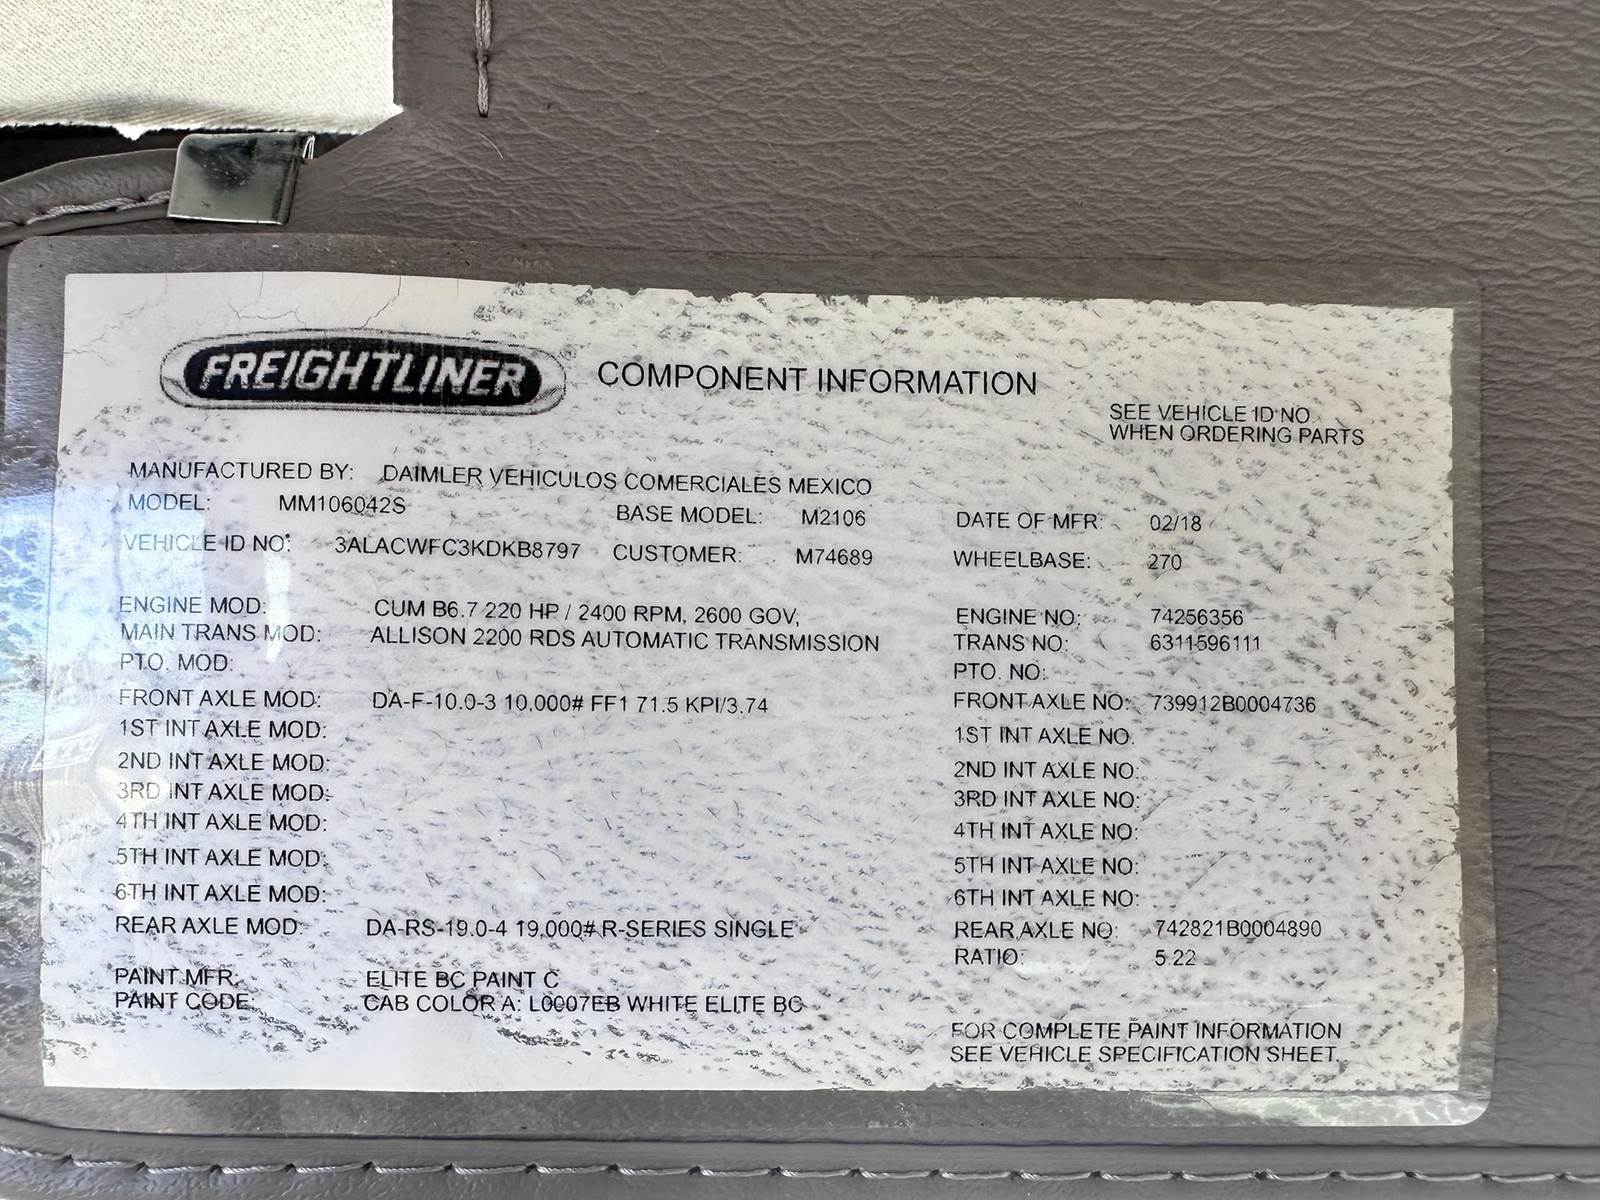 FREIGHTLINER COMPONENT INFORMATION
SEE VEHICLE ID NO
WHEN ORDERING PARTS
MANUFACTURED BY: DAIMLER VEHICULOS COMERCIALES MEXICO
MODEL: MM106042S BASE MODEL: M2106 DATE OF MFR: 02/18
VEHICLE ID NO: 3ALACWFC3KDKB8797 CUSTOMER: M74689 WHEELBASE: 270
ENGINE MOD: CUM B6.7 220 HP / 2400 RPM, 2600 GOV, ENGINE NO: 74256356
MAIN TRANS MOD: ALLISON 2200 RDS AUTOMATIC TRANSMISSION TRANS NO: 6311596111
PTO. MOD: PTO. NO:
FRONT AXLE MOD: DA-F-10.0-3 10,000# FF1 71.5 KPI/3.74 FRONT AXLE NO: 739912B0004736
1ST INT AXLE MOD: 1ST INT AXLE NO.
2ND INT AXLE MOD: 2ND INT AXLE NO:
3RD INT AXLE MOD: 3RD INT AXLE NO:
4TH INT AXLE MOD: 4TH INT AXLE NO:
5TH INT AXLE MOD: 5TH INT AXLE NO:
6TH INT AXLE MOD: 6TH INT AXLE NO:
REAR AXLE MOD: DA-RS-19.0-4 19,000# R-SERIES SINGLE REAR AXLE NO: 742821B0004890
RATIO: 5.22
PAINT MFR: ELITE BC PAINT C
PAINT CODE: CAB COLOR A: L0007EB WHITE ELITE BC
FOR COMPLETE PAINT INFORMATION
SEE VEHICLE SPECIFICATION SHEET.